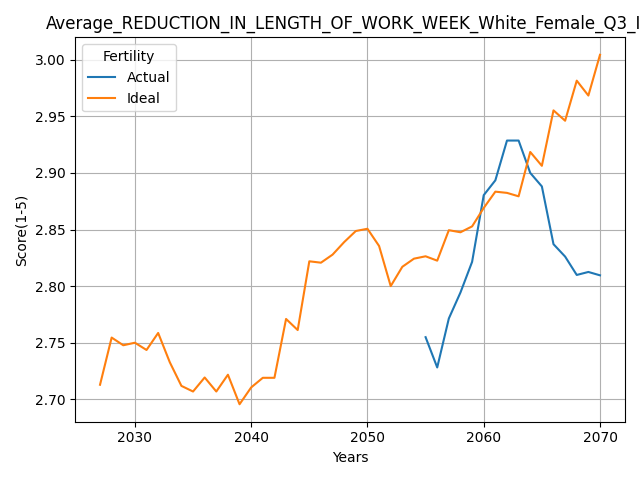 Average_REDUCTION_IN_LENGTH_OF_WORK_WEEK_White_Female_Q3_
Fertility
Actual
Ideal
3.00
2.95
2.90
2.85
2.80
2.75
2.70
Score(1-5)
2030 2040 2050 2060 2070
Years